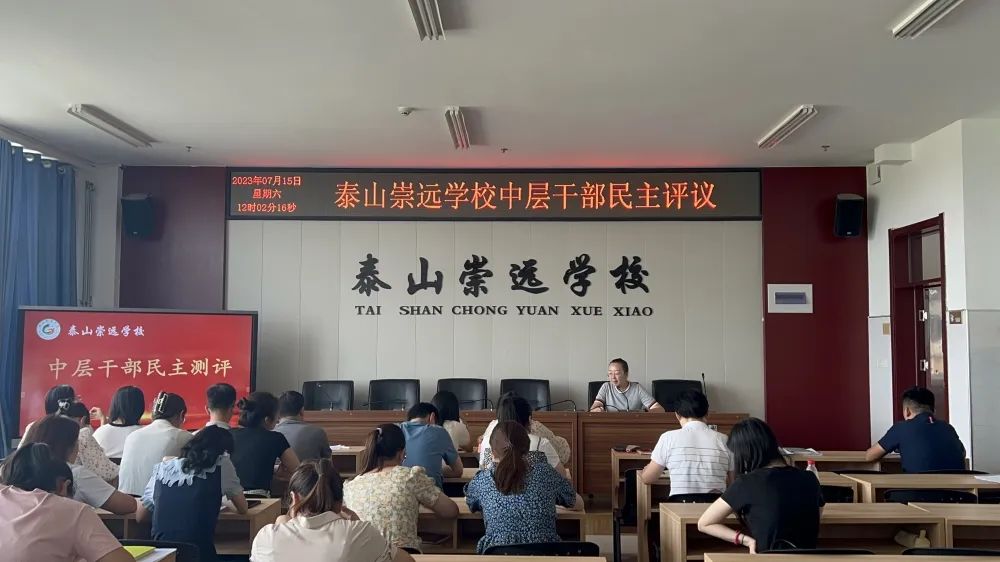 2023年07月15日
星期六
12时02分16秒
泰山崇远学校中层干部民主评议
泰山崇远学校
TAI SHAN CHONG YUAN XUE XIAO
泰山崇远学校
中层干部民主测评